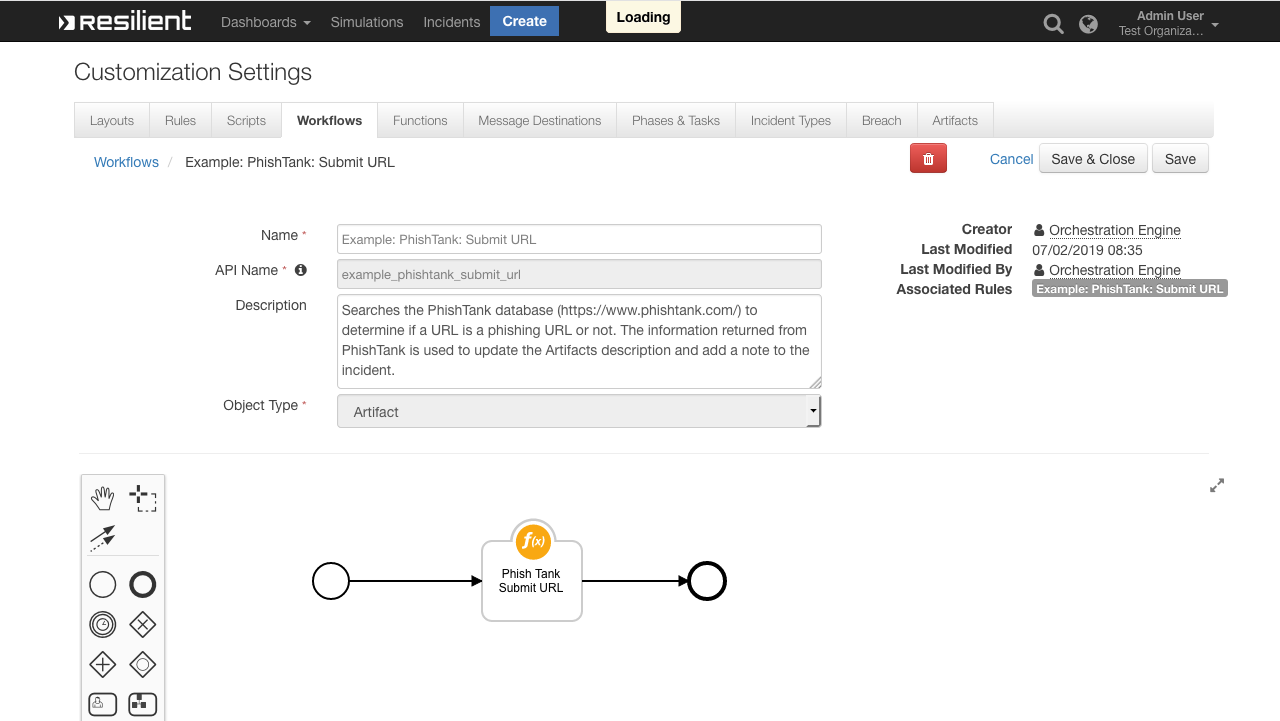 resilient
Dashboards
Simulations
Incidents
Create
Loading
Admin User
Test Organiza...
Customization Settings
Layouts
Rules
Scripts
Workflows
Functions
Message Destinations
Phases & Tasks
Incident Types
Breach
Artifacts
Workflows / Example: PhishTank: Submit URL
Cancel
Save & Close
Save
Name *
Example: PhishTank: Submit URL
API Name *
example_phishtank_submit_url
Description
Searches the PhishTank database (https://www.phishtank.com/) to
determine if a URL is a phishing URL or not. The information returned from
PhishTank is used to update the Artifacts description and add a note to the
incident.
Object Type *
Artifact
Creator
Orchestration Engine
Last Modified
07/02/2019 08:35
Last Modified By
Orchestration Engine
Associated Rules
Example: PhishTank: Submit URL
f(x)
Phish Tank
Submit URL